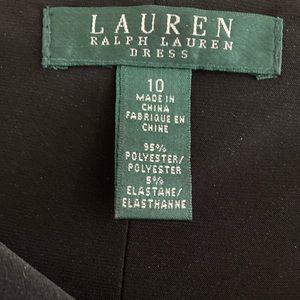 LAUREN
RALPH LAUREN
DRESS
10
MADE IN
CHINA
FABRIQUE EN
CHINE
95%
POLYESTER/
POLYESTER
5%
ELASTANE/
ELASTHANNE